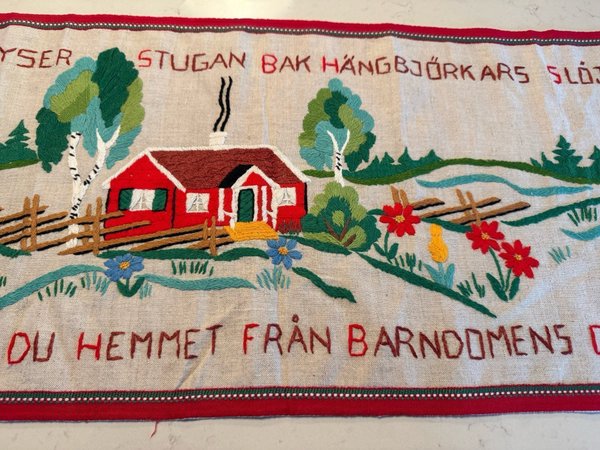 YSER STUGAN BAK HÄNGBJÖRKARS SLÖJ
DU HEMMET FRÅN BARNDOMENS